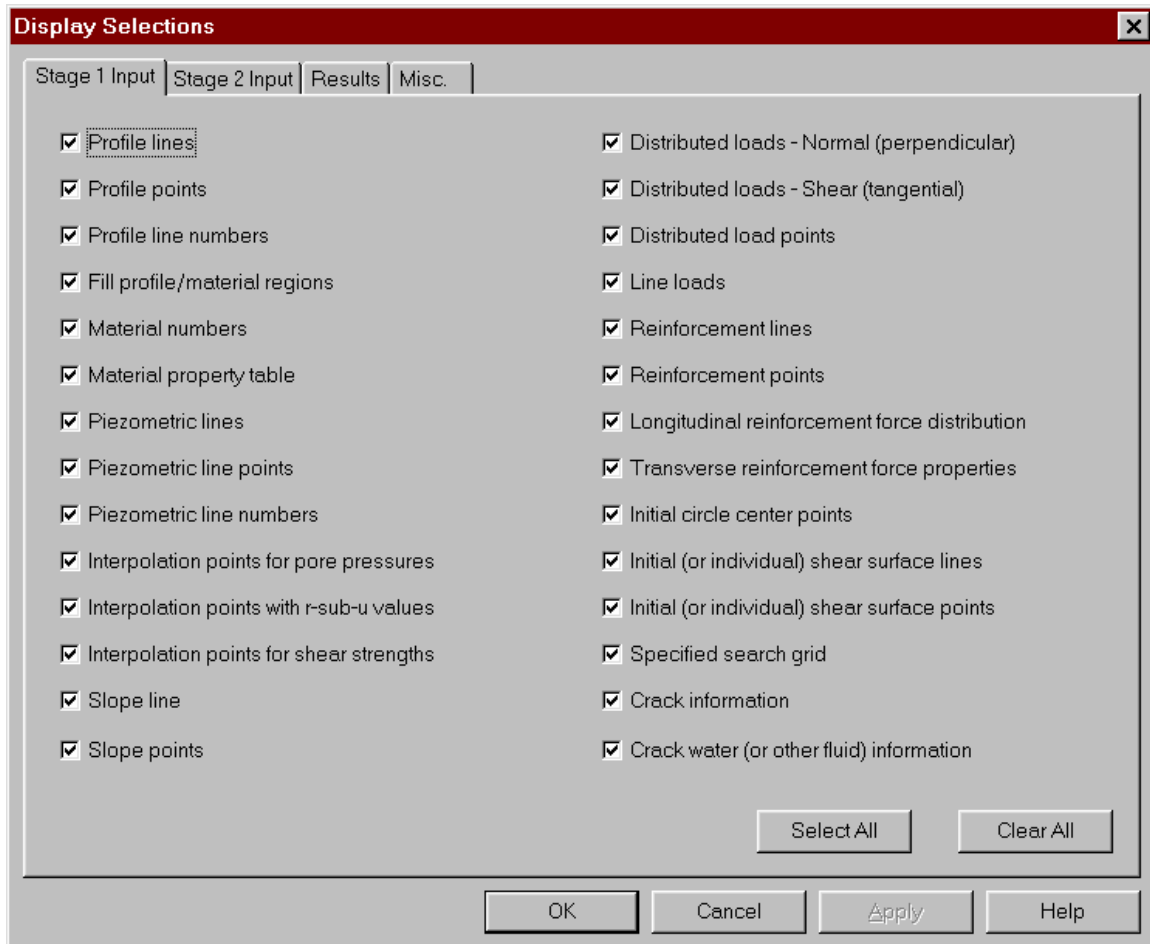 Display Selections
Stage 1 Input
Stage 2 Input
Results
Misc.
Profile lines
Profile points
Profile line numbers
Fill profile/material regions
Material numbers
Material property table
Piezometric lines
Piezometric line points
Piezometric line numbers
Interpolation points for pore pressures
Interpolation points with r-sub-u values
Interpolation points for shear strengths
Slope line
Slope points
Distributed loads - Normal (perpendicular)
Distributed loads - Shear (tangential)
Distributed load points
Line loads
Reinforcement lines
Reinforcement points
Longitudinal reinforcement force distribution
Transverse reinforcement force properties
Initial circle center points
Initial (or individual) shear surface lines
Initial (or individual) shear surface points
Specified search grid
Crack information
Crack water (or other fluid) information
Select All
Clear All
OK
Cancel
Apply
Help